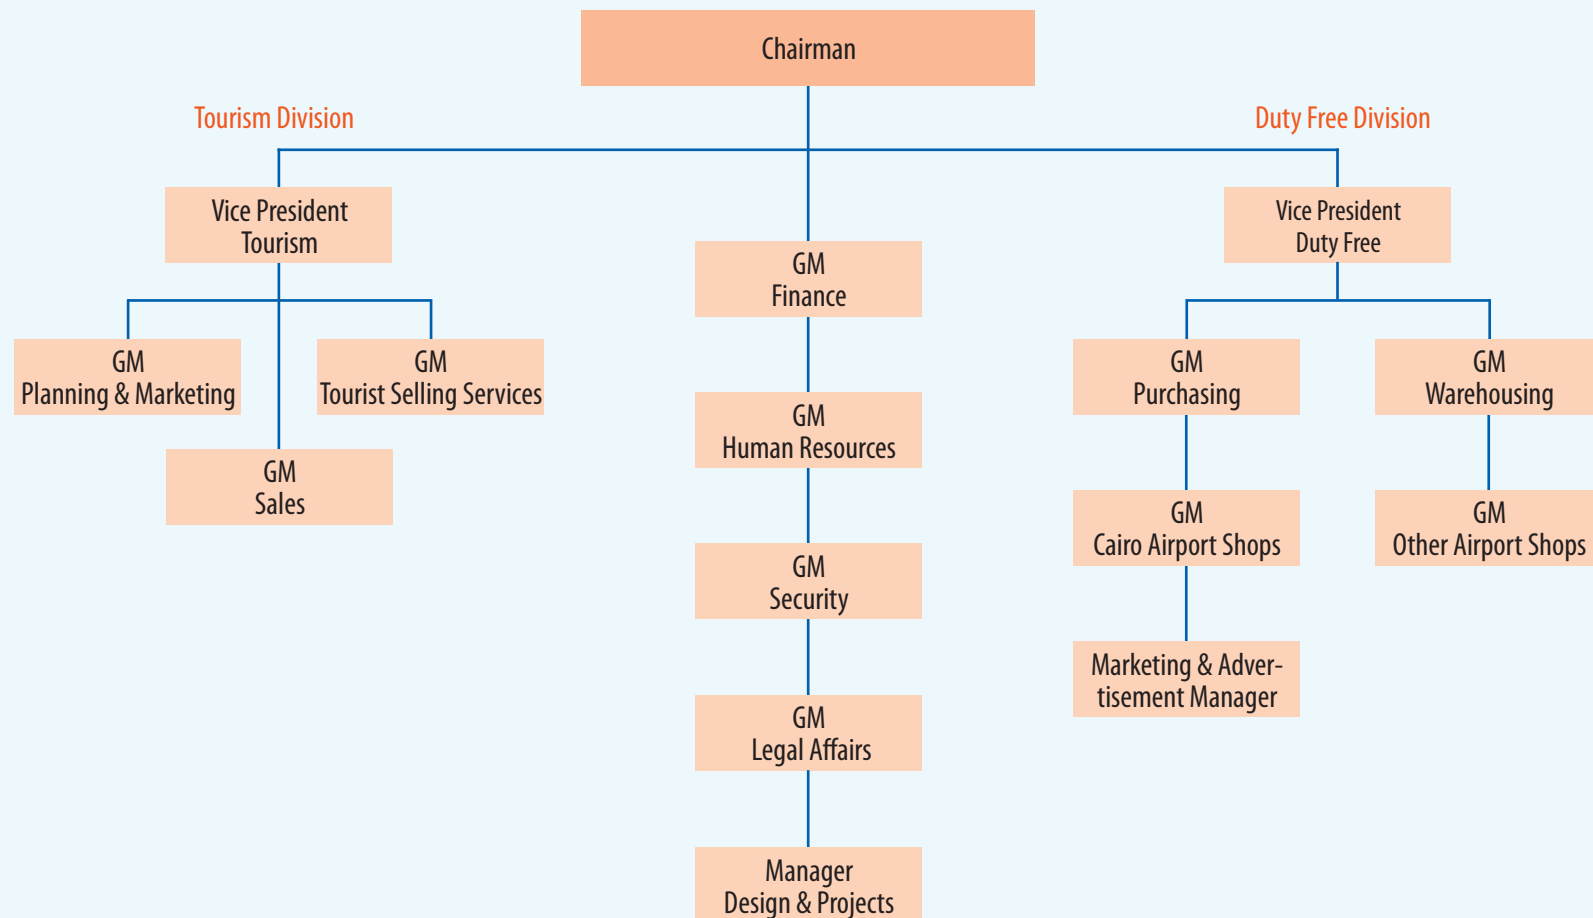 Chairman
Tourism Division
Duty Free Division
Vice President
Tourism
Vice President
Duty Free
GM
Finance
GM
Planning & Marketing
GM
Tourist Selling Services
GM
Purchasing
GM
Warehousing
GM
Human Resources
GM
Sales
GM
Cairo Airport Shops
GM
Other Airport Shops
GM
Security
Marketing & Adver-
tisement Manager
GM
Legal Affairs
Manager
Design & Projects